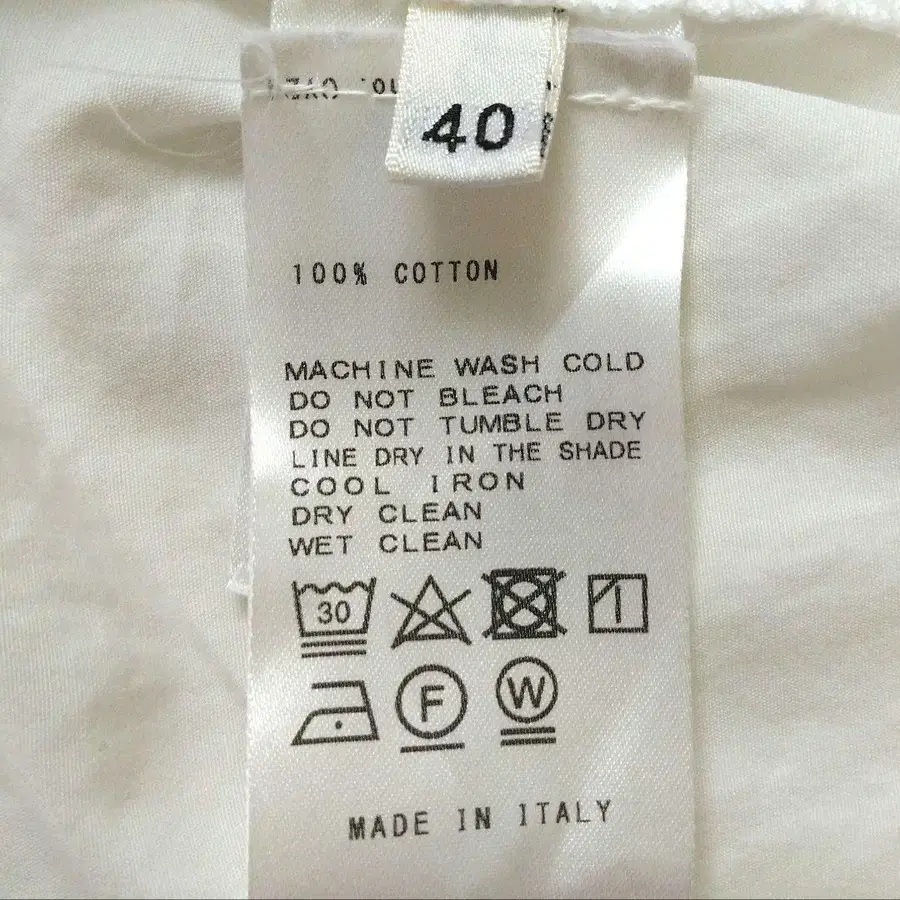 40
100% COTTON
MACHINE WASH COLD
DO NOT BLEACH
DO NOT TUMBLE DRY
LINE DRY IN THE SHADE
COOL IRON
DRY CLEAN
WET CLEAN
30
F W
MADE IN ITALY